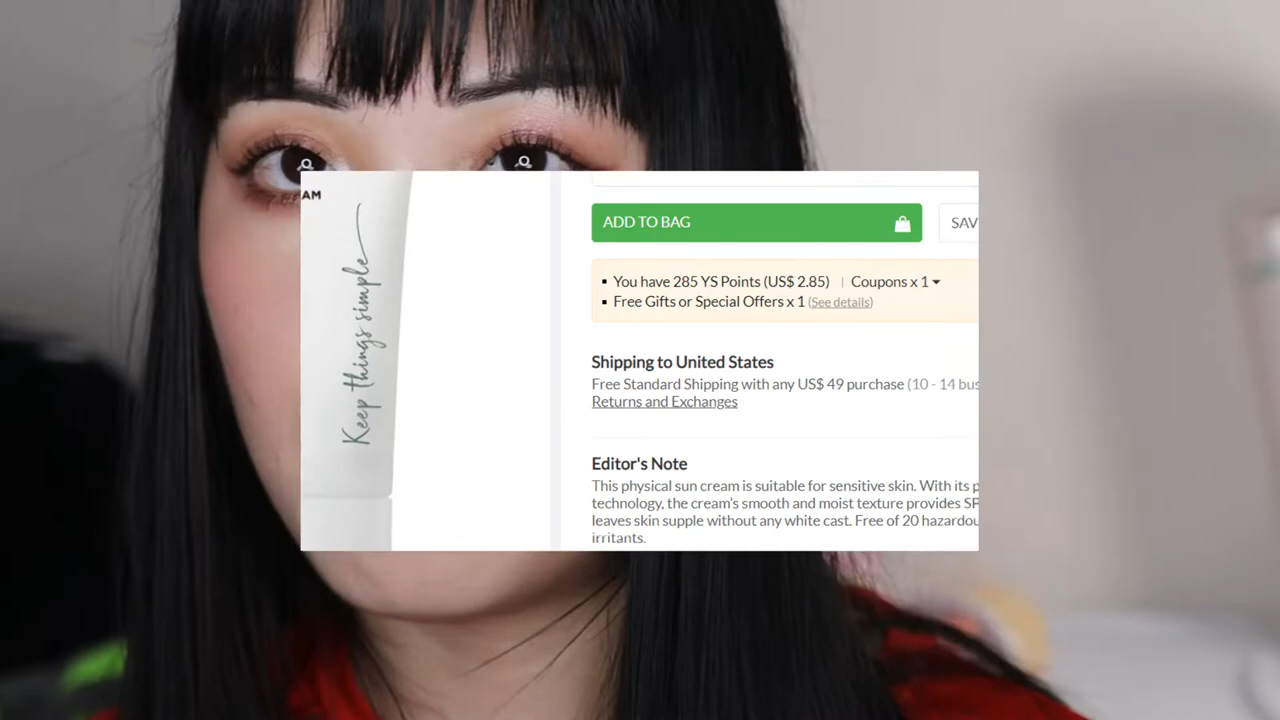 AM
Keep things simple
ADD TO BAG
SAV
▪ You have 285 YS Points (US$ 2.85) | Coupons x 1
▪ Free Gifts or Special Offers x 1 (See details)
Shipping to United States
Free Standard Shipping with any US$ 49 purchase (10 - 14 bus
Returns and Exchanges
Editor's Note
This physical sun cream is suitable for sensitive skin. With its p
technology, the cream's smooth and moist texture provides SP
leaves skin supple without any white cast. Free of 20 hazardou
irritants.